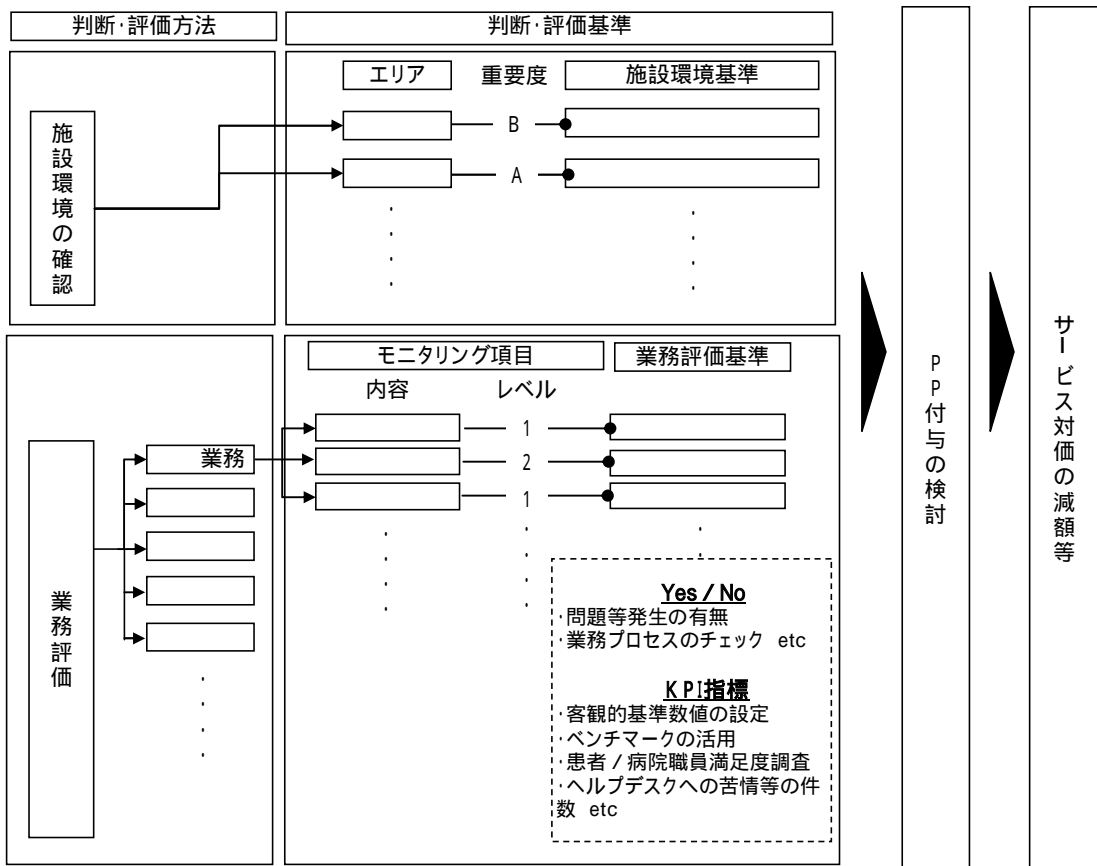 判断・評価方法
判断・評価基準
エリア
重要度
施設環境基準
施設環境の確認
B
A
モニタリング項目
業務評価基準
内容
レベル
業務評価
業務
1
2
1
Yes / No
・問題等発生の有無
・業務プロセスのチェック etc
KPI指標
・客観的基準数値の設定
・ベンチマークの活用
・患者 / 病院職員満足度調査
・ヘルプデスクへの苦情等の件
数 etc
PP付与の検討
サービス対価の減額等